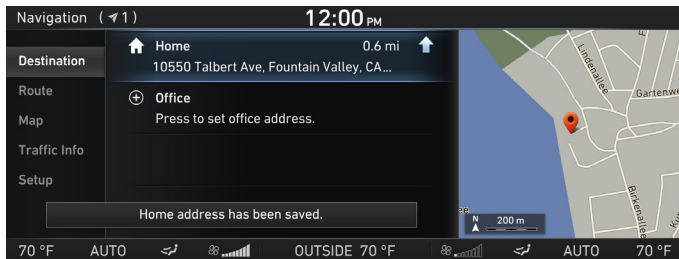 Navigation (1)
12:00 PM
Destination
Route
Map
Traffic Info
Setup
Home 0.6 mi
10550 Talbert Ave, Fountain Valley, CA...
Office
Press to set office address.
Home address has been saved.
Lindenallee
Gartenwe
Birkenallee
N 200 m
70 °F AUTO OUTSIDE 70 °F AUTO 70 °F